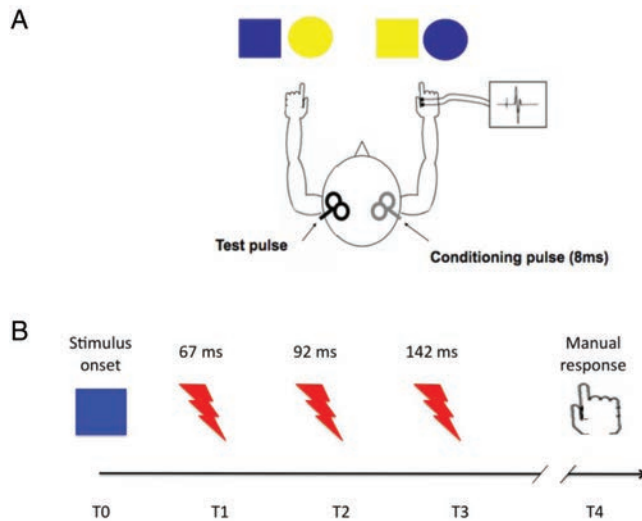 A
Test pulse
Conditioning pulse (8ms)
B
Stimulus
onset
67 ms
92 ms
142 ms
Manual
response
T0
T1
T2
T3
T4